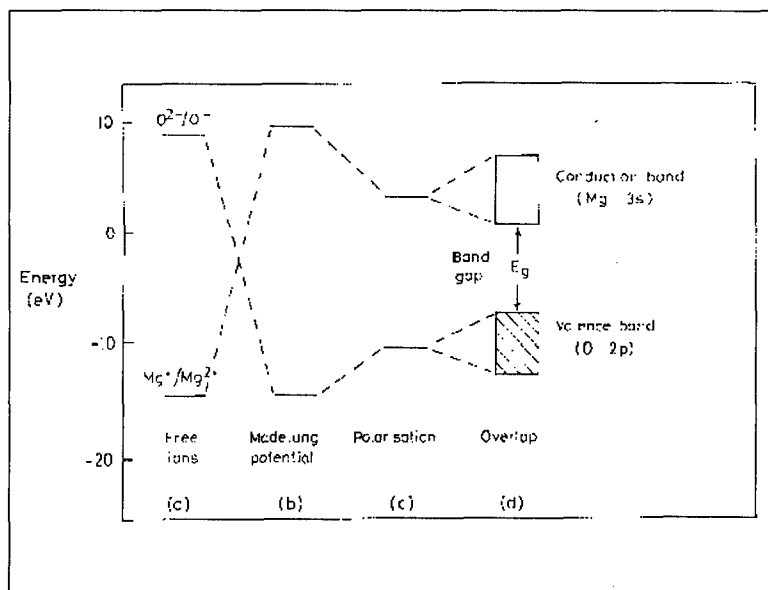 10
0
-10
-20
Energy
(eV)
O²⁻/O⁻
Mg⁺/Mg²⁺
Free
ions
(a)
Madelung
potential
(b)
Polarisation
(c)
Overlap
(d)
Conduction band
(Mg 3s)
Band
gap
Eg
Valence band
(O 2p)